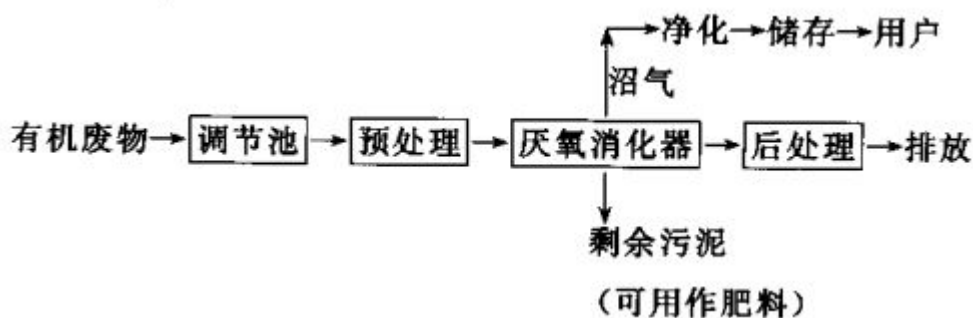 净化 储存 用户
沼气
有机废物 调节池 预处理 厌氧消化器 后处理 排放
剩余污泥
（可用作肥料）